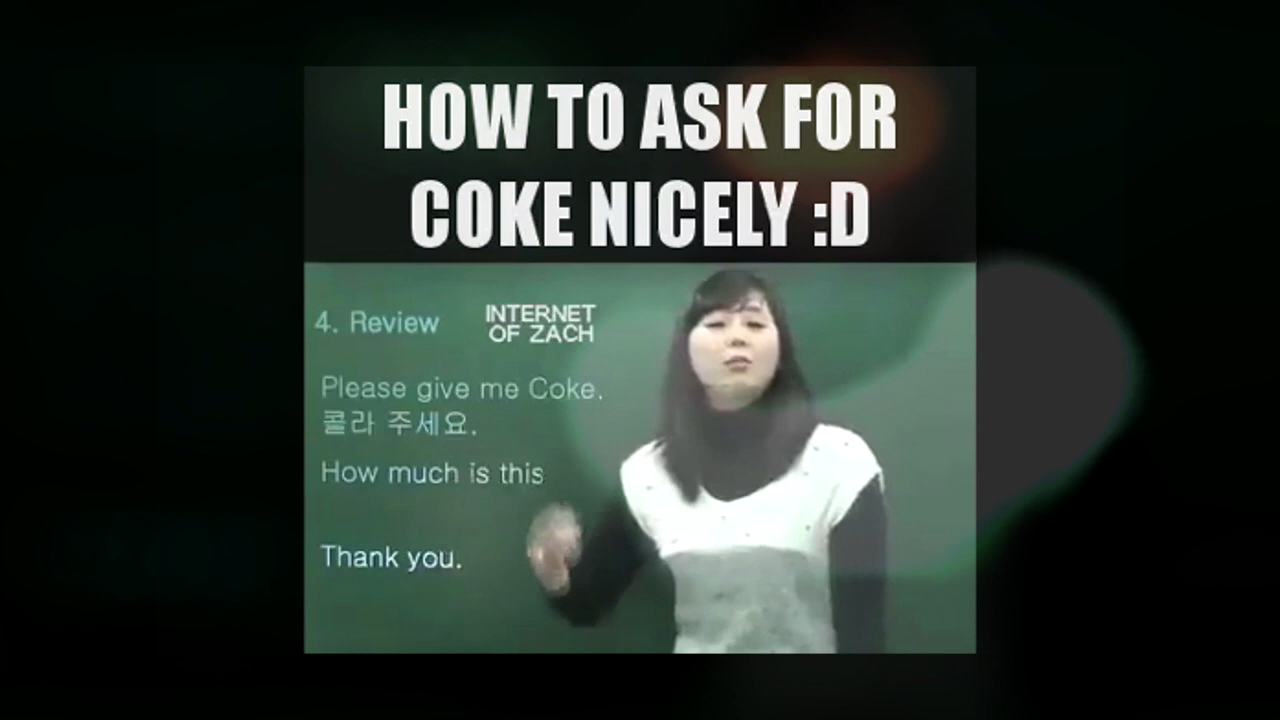 HOW TO ASK FOR
COKE NICELY :D
4. Review
INTERNET
OF ZACH
Please give me Coke.
콜라 주세요.
How much is this
Thank you.